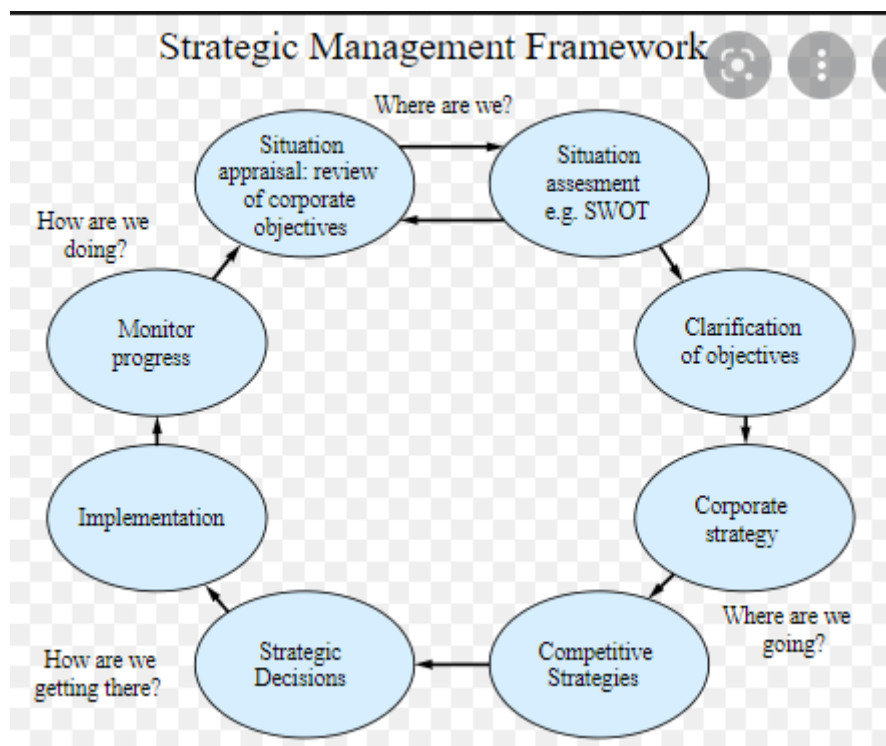 Strategic Management Framework
Where are we?
Situation
appraisal: review
of corporate
objectives
Situation
assesment
e.g. SWOT
How are we
doing?
Monitor
progress
Clarification
of objectives
Implementation
Corporate
strategy
Where are we
going?
How are we
getting there?
Strategic
Decisions
Competitive
Strategies